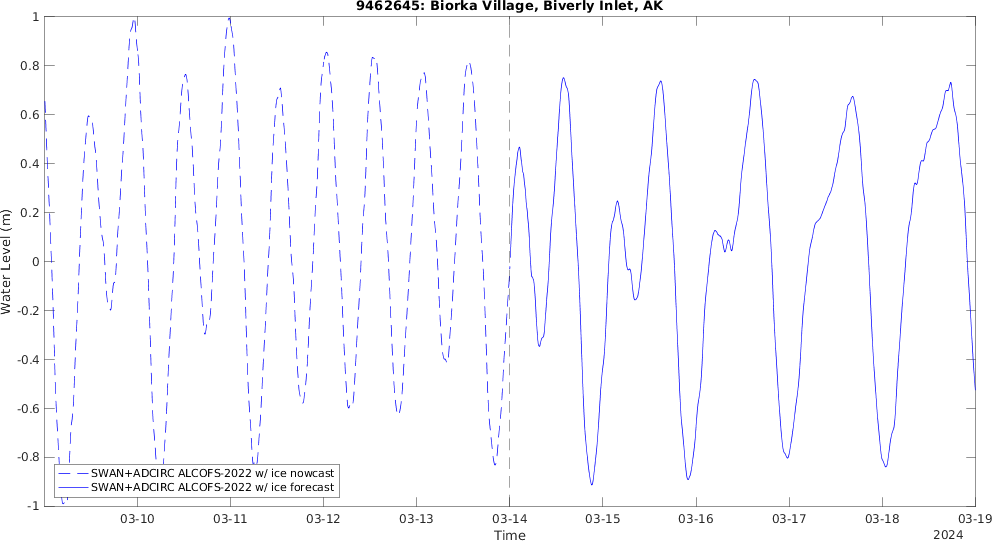 9462645: Biorka Village, Biverly Inlet, AK
Water Level (m)
1
0.8
0.6
0.4
0.2
0
-0.2
-0.4
-0.6
-0.8
-1
SWAN+ADCIRC ALCOFS-2022 w/ ice nowcast
SWAN+ADCIRC ALCOFS-2022 w/ ice forecast
03-10 03-11 03-12 03-13 03-14 03-15 03-16 03-17 03-18 03-19
Time
2024